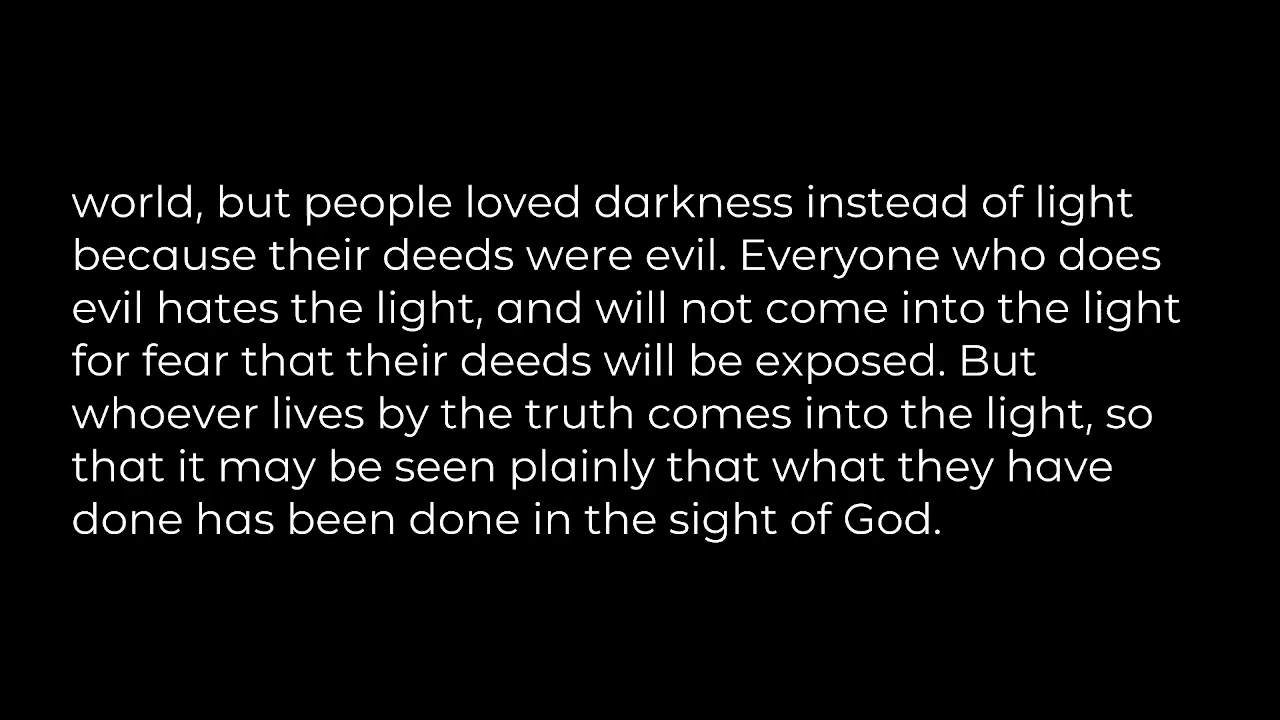 world, but people loved darkness instead of light
because their deeds were evil. Everyone who does
evil hates the light, and will not come into the light
for fear that their deeds will be exposed. But
whoever lives by the truth comes into the light, so
that it may be seen plainly that what they have
done has been done in the sight of God.